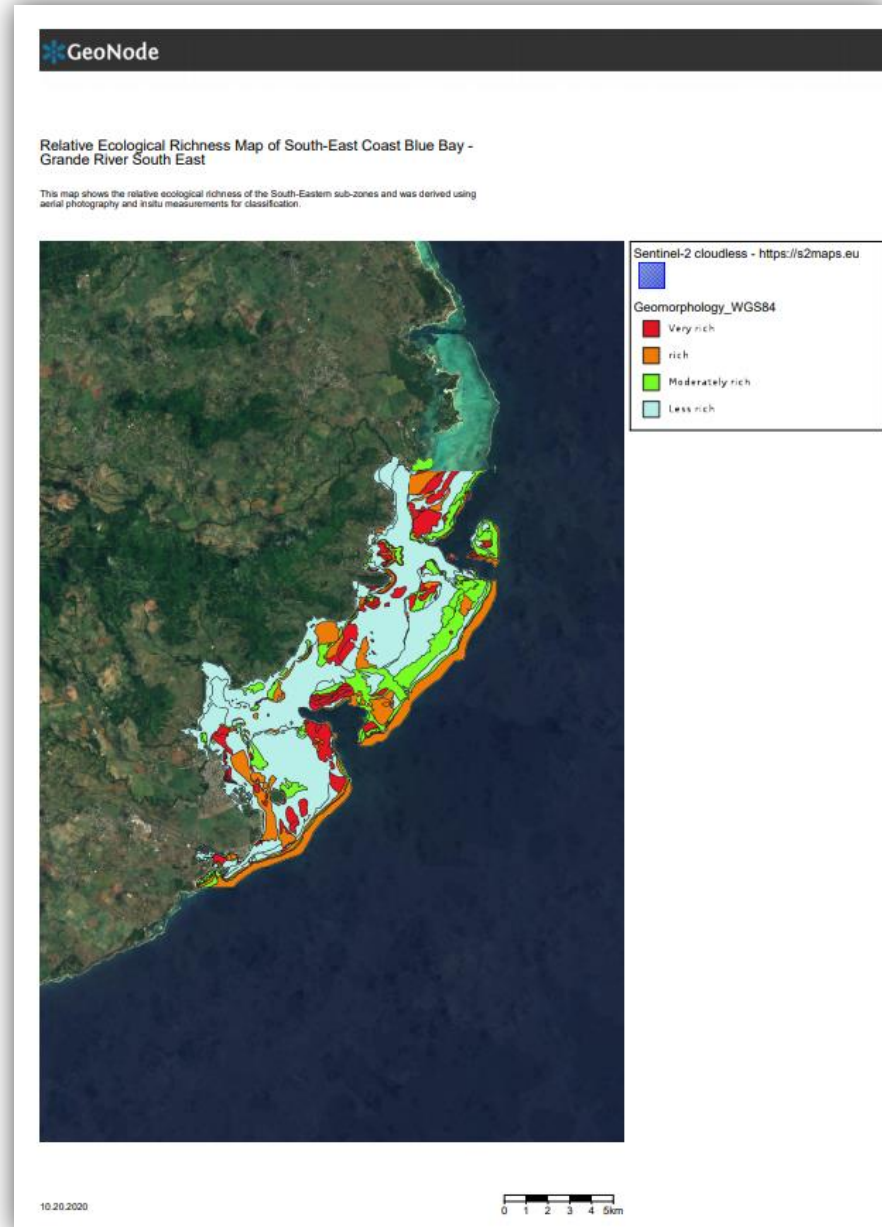 GeoNode
Relative Ecological Richness Map of South-East Coast Blue Bay -
Grande River South East
This map shows the relative ecological richness of the South-Eastern sub-zones and was derived using
aerial photography and insitu measurements for classification.
Sentinel-2 cloudless - https://s2maps.eu
Geomorphology_WGS84
Very rich
rich
Moderately rich
Less rich
10.20.2020
0 1 2 3 4 5km